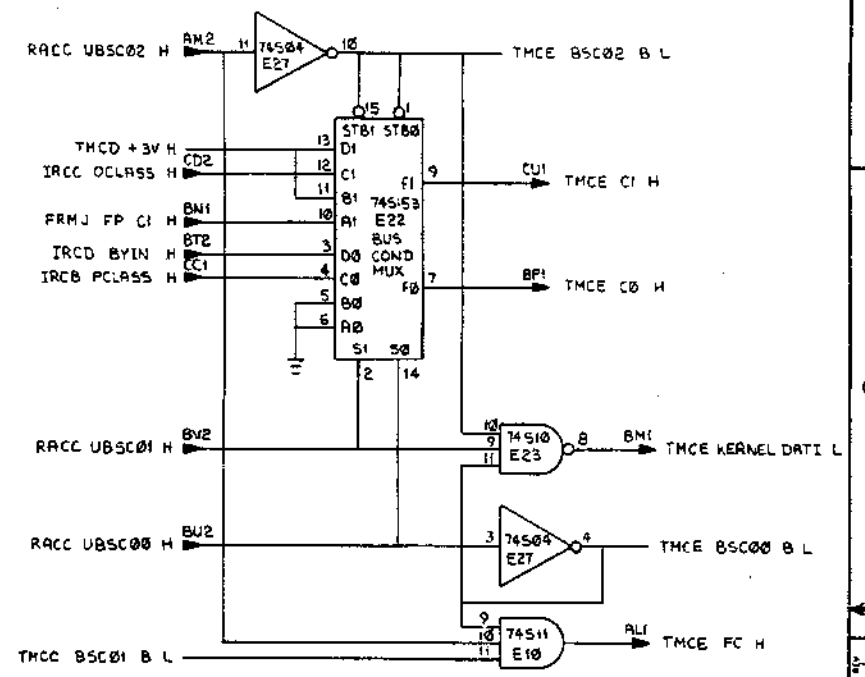 RACC UBSC02 H AM2 11 74S04 E27 10 TMCE BSC02 B L
15 1
STB1 STB0
TMCD +3V H 13 D1
IRCC OCLASS H CD2 12 C1
11 B1
FRMJ FP C1 H BN1 10 A1
IRCD BYIN H BT2 3 D0
IRCB PCLASS H CC1 4 C0
5 B0
6 A0
74S153
E22
BUS
COND
MUX
f1 9 CU1 TMCE C1 H
f0 7 BP1 TMCE C0 H
S1 S0
2 14
RACC UBSC01 H BV2
10
9
11
74S10
E23
8 BM1 TMCE KERNEL DATI L
RACC UBSC00 H BU2 3 74S04 E27 4 TMCE BSC00 B L
9
10
11
74S11
E10
AL1 TMCE FC H
TMCC BSC01 B L
REV